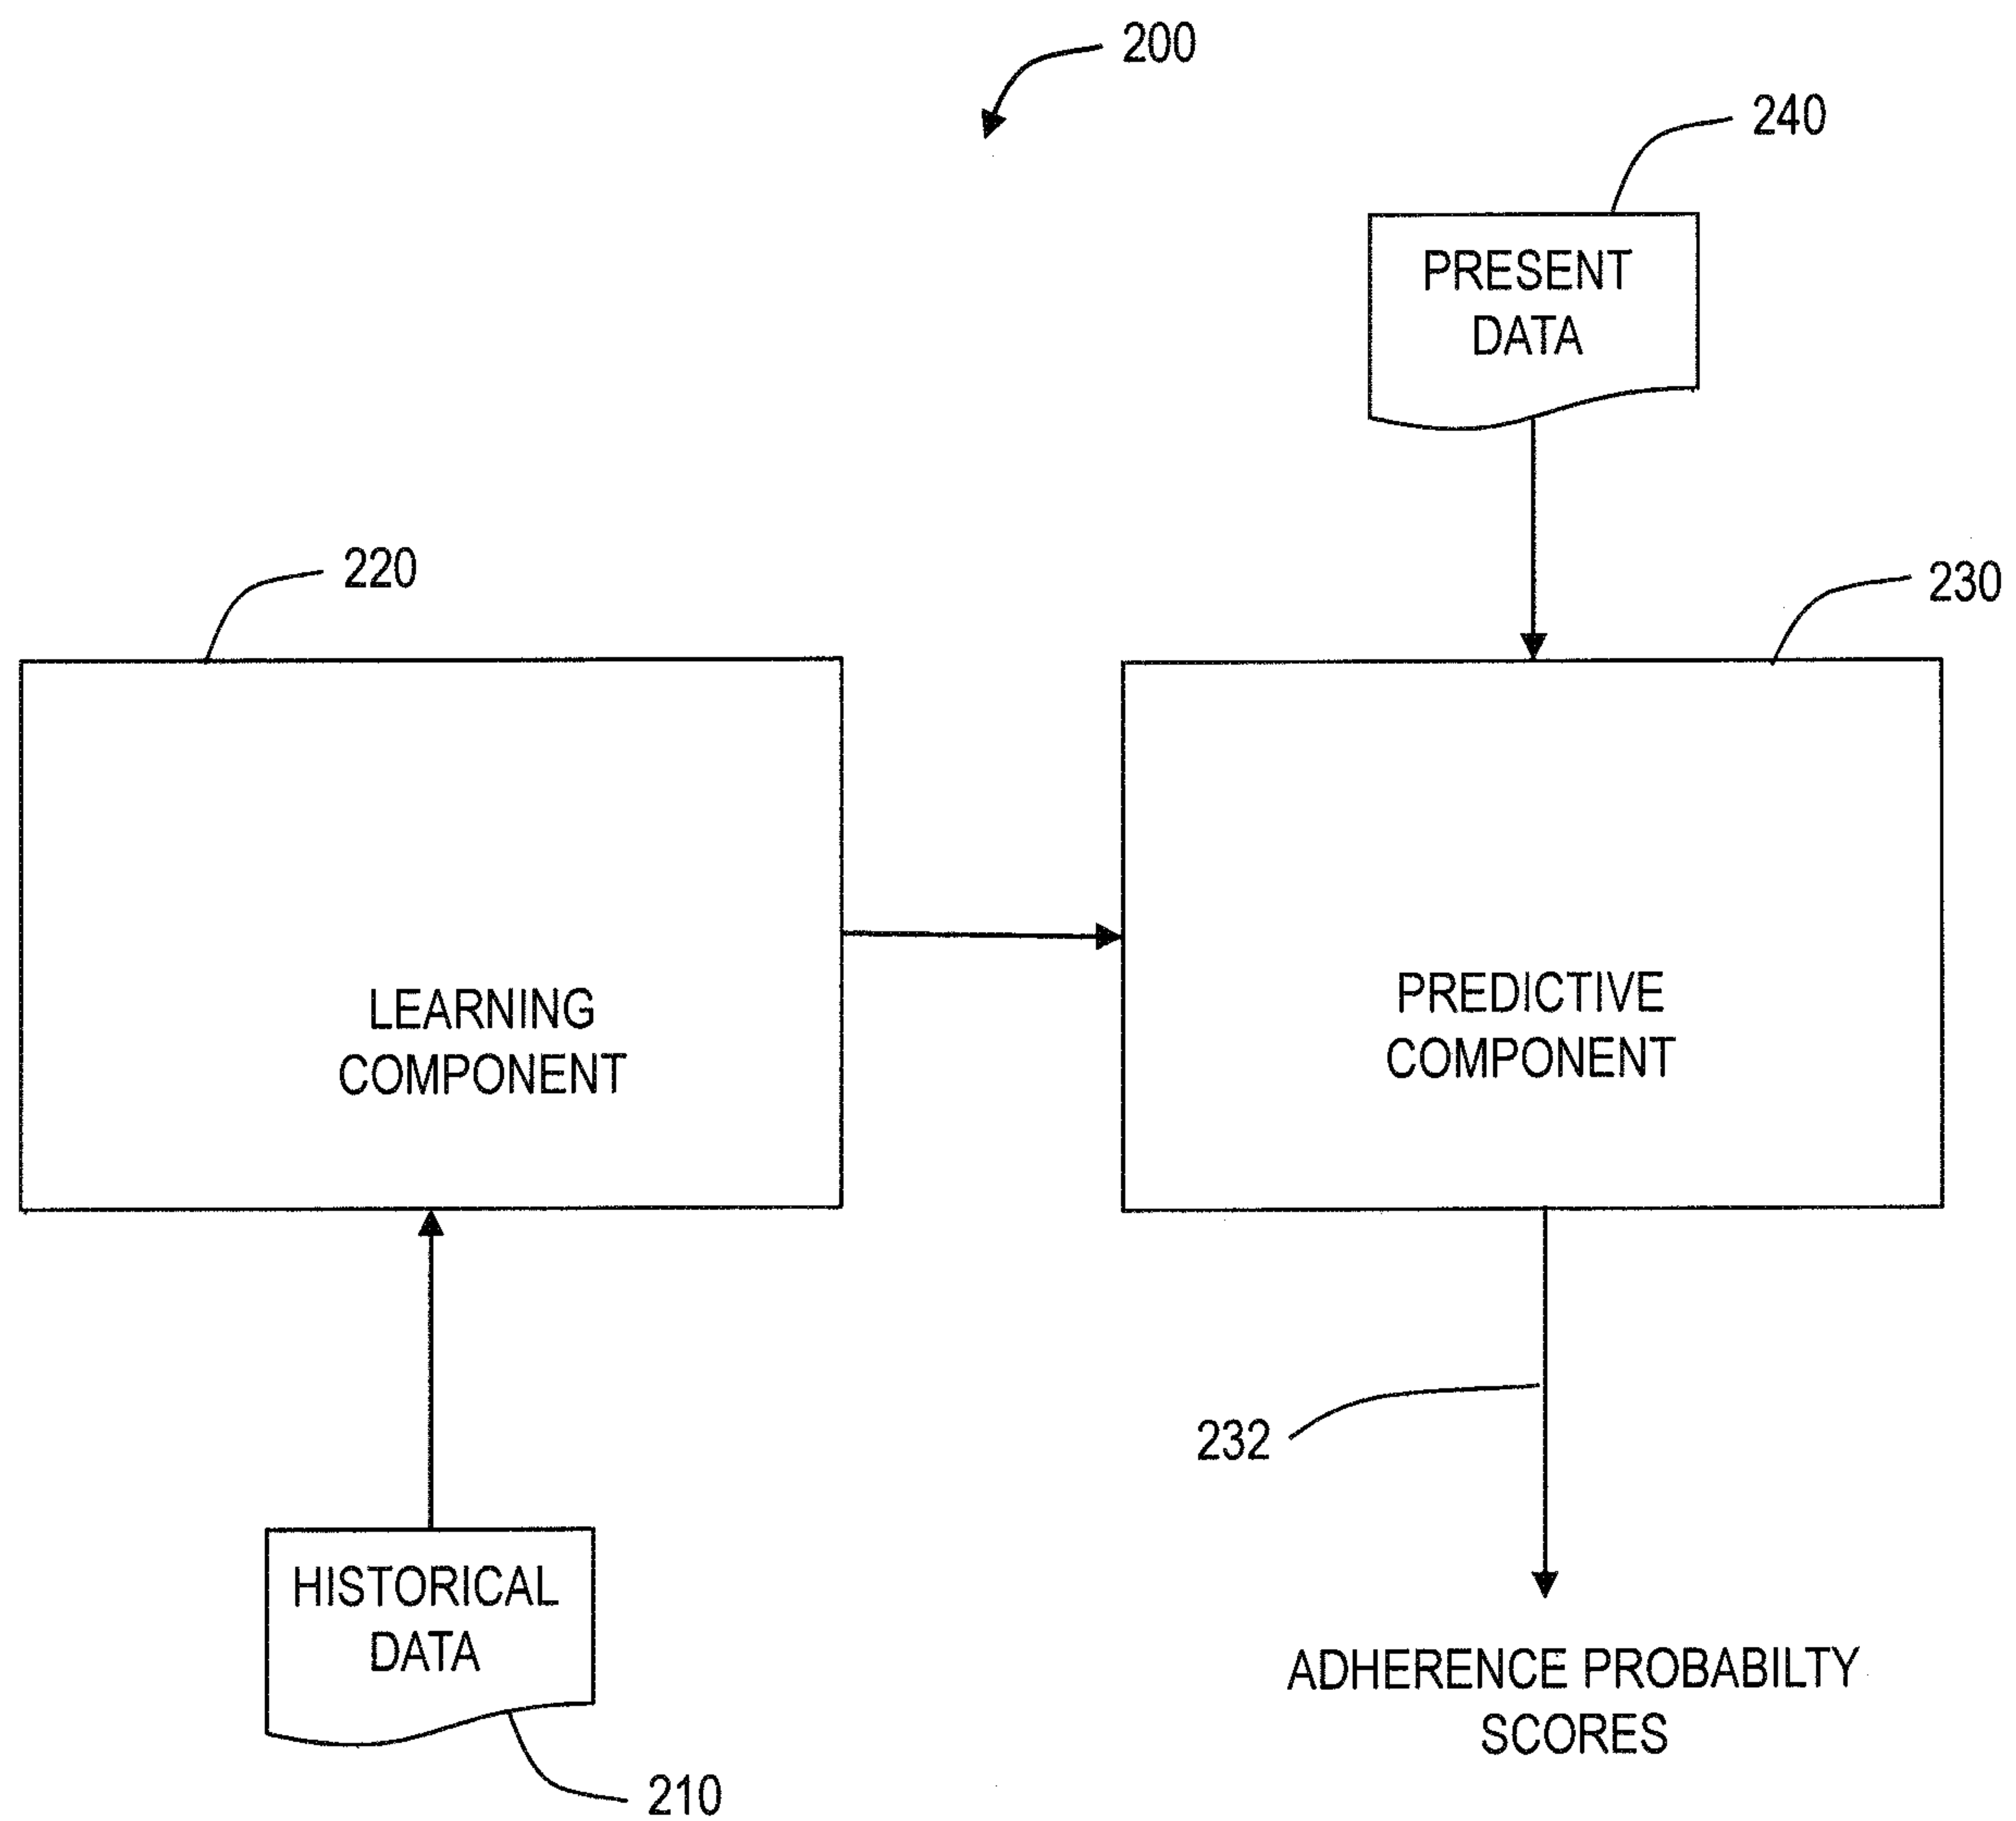 200
240
PRESENT
DATA
220
230
LEARNING
COMPONENT
PREDICTIVE
COMPONENT
232
HISTORICAL
DATA
ADHERENCE PROBABILTY
SCORES
210